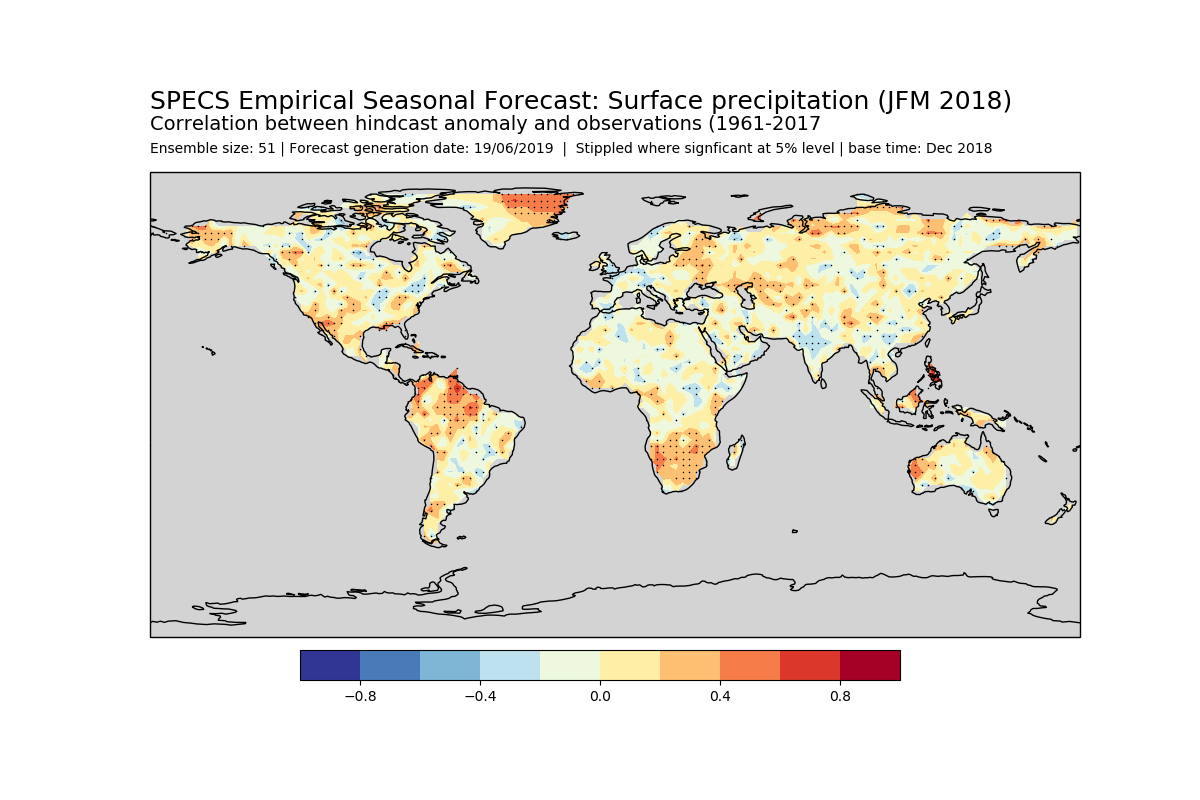 SPECS Empirical Seasonal Forecast: Surface precipitation (JFM 2018)
Correlation between hindcast anomaly and observations (1961-2017
Ensemble size: 51 | Forecast generation date: 19/06/2019  |  Stippled where signficant at 5% level | base time: Dec 2018
−0.8 −0.4 0.0 0.4 0.8